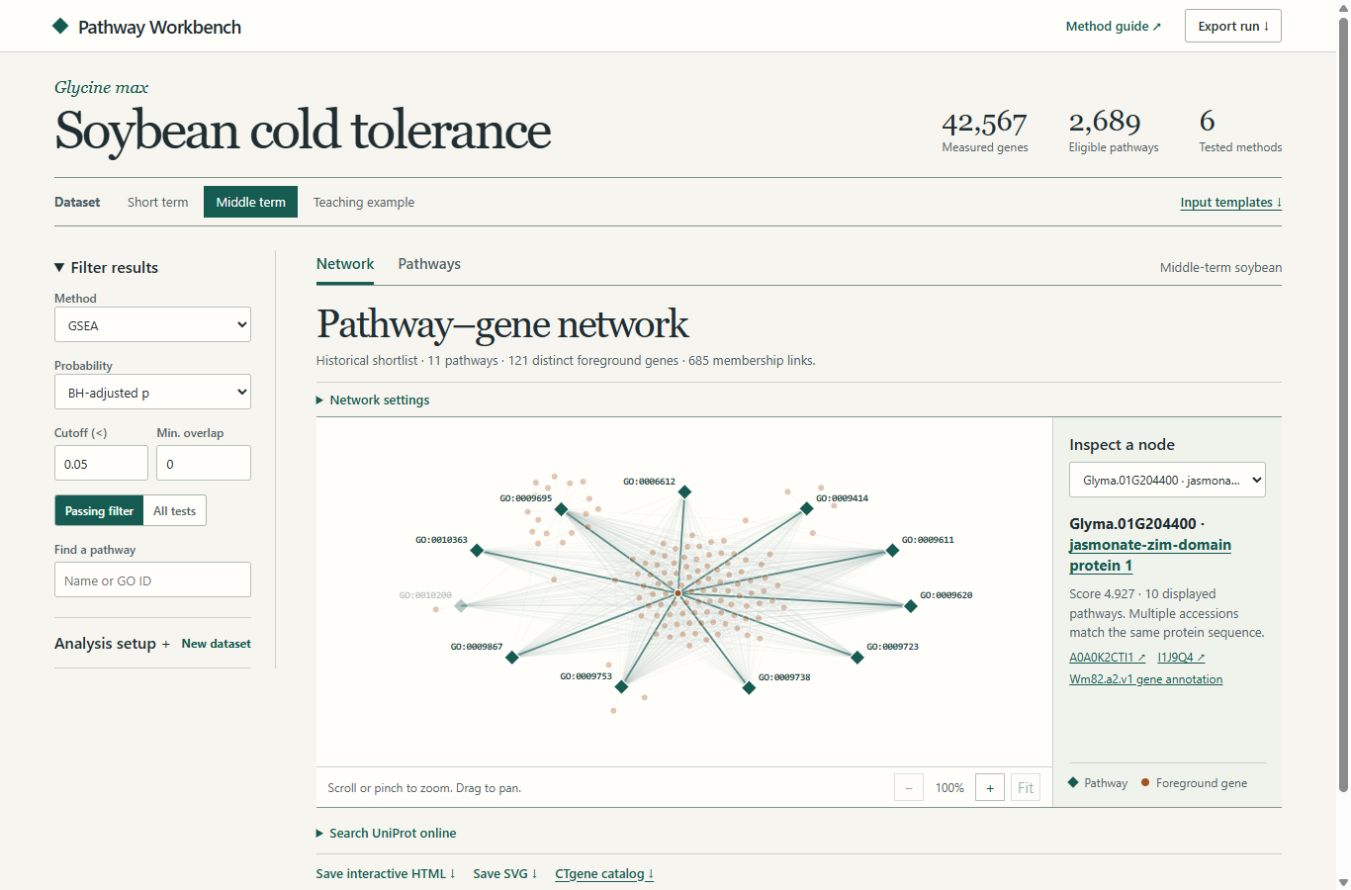 Pathway Workbench
Method guide ↗
Export run ↓
Glycine max
Soybean cold tolerance
42,567
Measured genes
2,689
Eligible pathways
6
Tested methods
Dataset
Short term
Middle term
Teaching example
Input templates ↓
▼ Filter results
Method
GSEA
Probability
BH-adjusted p
Cutoff (<)
Min. overlap
0.05
0
Passing filter
All tests
Find a pathway
Name or GO ID
Analysis setup +
New dataset
Network
Pathways
Middle-term soybean
Pathway–gene network
Historical shortlist · 11 pathways · 121 distinct foreground genes · 685 membership links.
▶ Network settings
GO:0006612
GO:0009695
GO:0009414
GO:0010363
GO:0009611
GO:0010200
GO:0009620
GO:0009867
GO:0009723
GO:0009753
GO:0009738
Scroll or pinch to zoom. Drag to pan.
−
100%
+
Fit
Inspect a node
Glyma.01G204400 · jasmona...
Glyma.01G204400 ·
jasmonate-zim-domain
protein 1
Score 4.927 · 10 displayed
pathways. Multiple accessions
match the same protein sequence.
A0A0K2CTI1 ↗ I1J9Q4 ↗
Wm82.a2.v1 gene annotation
Pathway
Foreground gene
▶ Search UniProt online
Save interactive HTML ↓
Save SVG ↓
CTgene catalog ↓